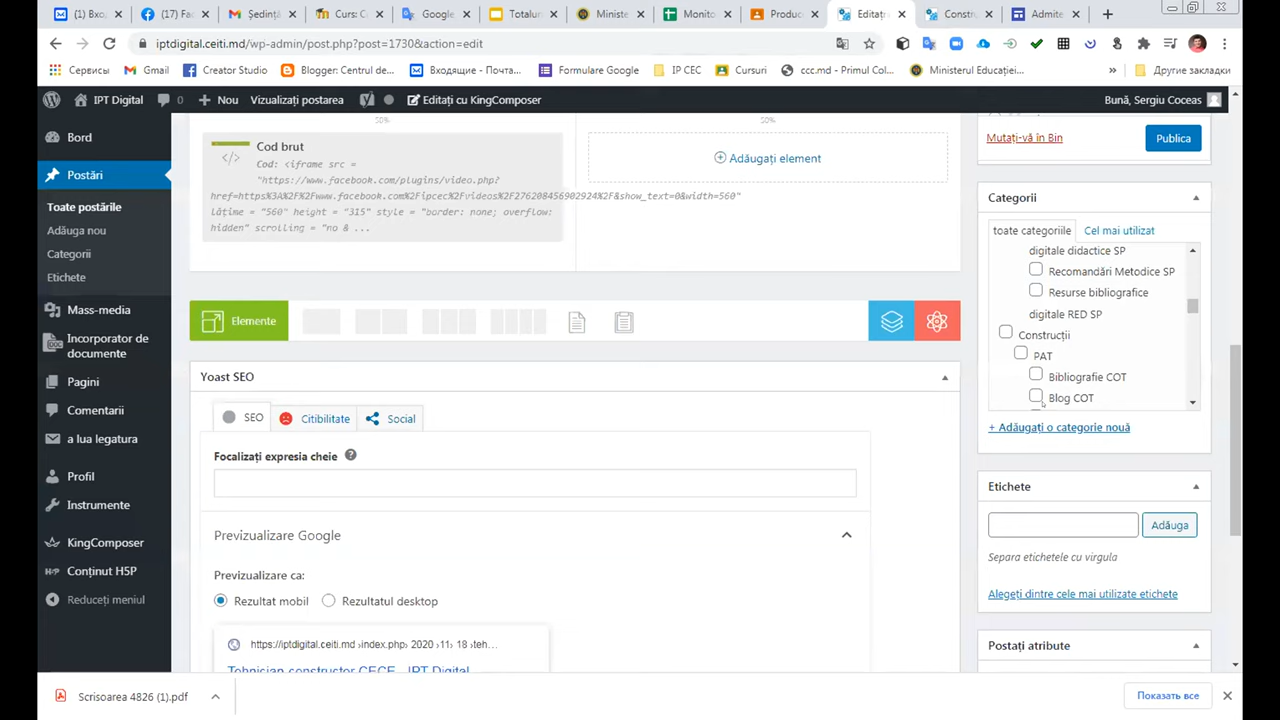 (1) Вхо
(17) Fac
Ședinț
Curs: C
Google
Totalur
Ministe
Monito
Produc
Editați
Constru
Admite
iptdigital.ceiti.md/wp-admin/post.php?post=1730&action=edit
Сервисы
Gmail
Creator Studio
Blogger: Centrul de...
Входящие - Почта...
Formulare Google
IP CEC
Cursuri
ccc.md - Primul Col...
Ministerul Educației...
»
Другие закладки
IPT Digital
0
Nou
Vizualizați postarea
Editați cu KingComposer
Bună, Sergiu Coceas
Bord
Postări
Toate postările
Adăuga nou
Categorii
Etichete
Mass-media
Incorporator de
documente
Pagini
Comentarii
a lua legatura
Profil
Instrumente
KingComposer
Conținut H5P
Reduceți meniul
50%
50%
Cod brut
Cod: <iframe src =
"https://www.facebook.com/plugins/video.php?
href=https%3A%2F%2Fwww.facebook.com%2Fipcec%2Fvideos%2F276208456902924%2F&show_text=0&width=560"
lățime = "560" height = "315" style = "border: none; overflow:
hidden" scrolling = "no & ...
Adăugați element
Elemente
Yoast SEO
SEO
Citibilitate
Social
Focalizați expresia cheie
Previzualizare Google
Previzualizare ca:
Rezultat mobil
Rezultatul desktop
https://iptdigital.ceiti.md ›index.php› 2020 ›11› 18 ›teh...
Tehnician constructor CECE - IPT Digital
Mutați-vă în Bin
Publica
Categorii
toate categoriile
Cel mai utilizat
digitale didactice SP
Recomandări Metodice SP
Resurse bibliografice
digitale RED SP
Construcții
PAT
Bibliografie COT
Blog COT
+ Adăugați o categorie nouă
Etichete
Adăuga
Separa etichetele cu virgula
Alegeți dintre cele mai utilizate etichete
Postați atribute
Scrisoarea 4826 (1).pdf
Показать все